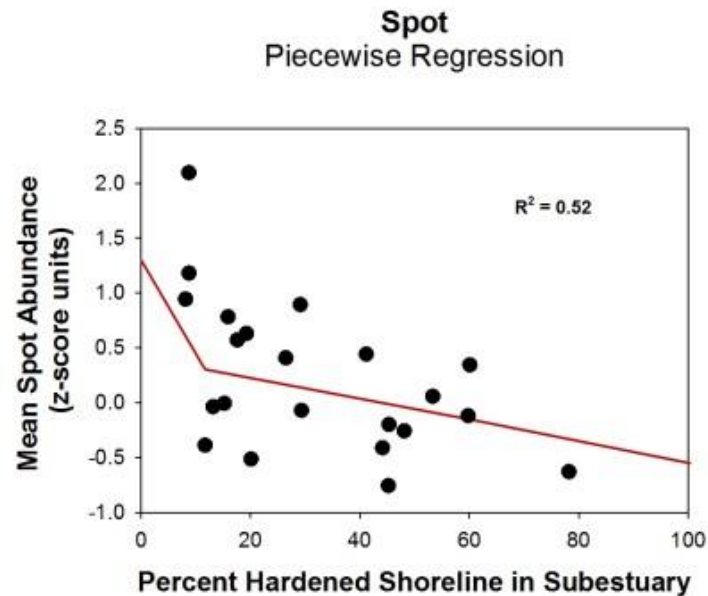 Spot
Piecewise Regression
2.5
2.0
1.5
1.0
0.5
0.0
-0.5
-1.0
R² = 0.52
Mean Spot Abundance
(z-score units)
0 20 40 60 80 100
Percent Hardened Shoreline in Subestuary